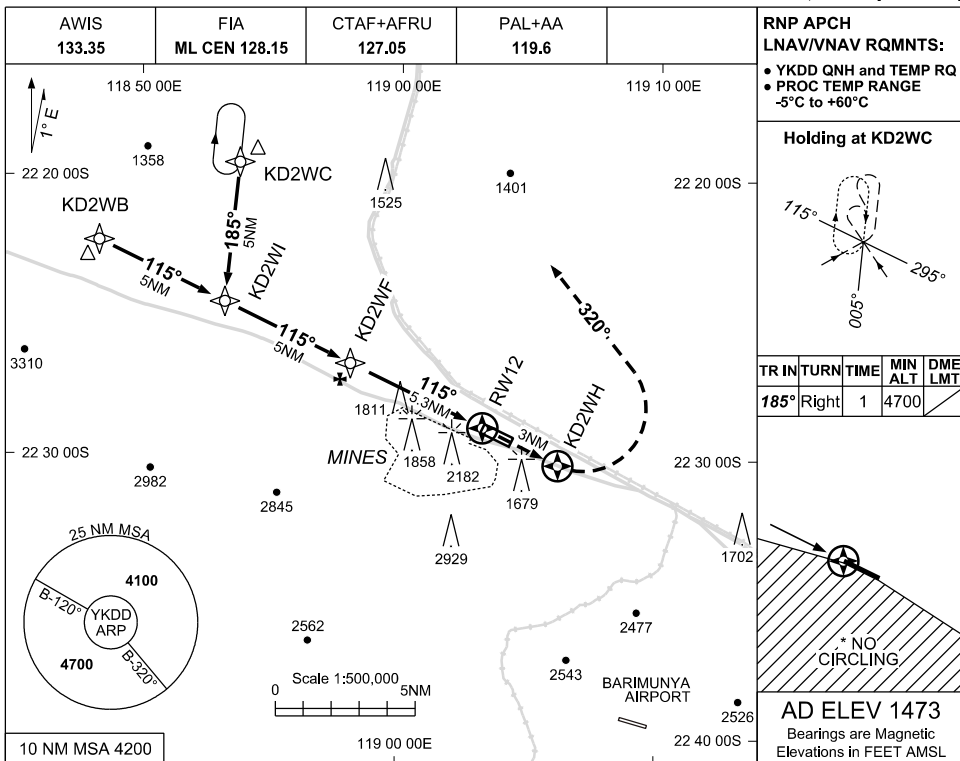 AWIS
133.35
FIA
ML CEN 128.15
CTAF+AFRU
127.05
PAL+AA
119.6
RNP APCH
LNAV/VNAV RQMNTS:
• YKDD QNH and TEMP RQ
• PROC TEMP RANGE
-5°C to +60°C
118 50 00E
119 00 00E
119 10 00E
1° E
1358
KD2WC
22 20 00S
1525
1401
22 20 00S
Holding at KD2WC
115°
295°
005°
KD2WB
185°
5NM
115°
5NM
KD2WI
115°
5NM
KD2WF
320°
3310
115°
5.3NM
RW12
3NM
KD2WH
TR IN
TURN
TIME
MIN ALT
DME LMT
185°
Right
1
4700
1811
22 30 00S
MINES
1858
2182
1679
22 30 00S
2982
2845
2929
1702
25 NM MSA
4100
B-120°
YKDD
ARP
4700
B-320°
2562
2477
2543
* NO
CIRCLING
Scale 1:500,000
0
5NM
BARIMUNYA
AIRPORT
2526
10 NM MSA 4200
119 00 00E
22 40 00S
AD ELEV 1473
Bearings are Magnetic
Elevations in FEET AMSL